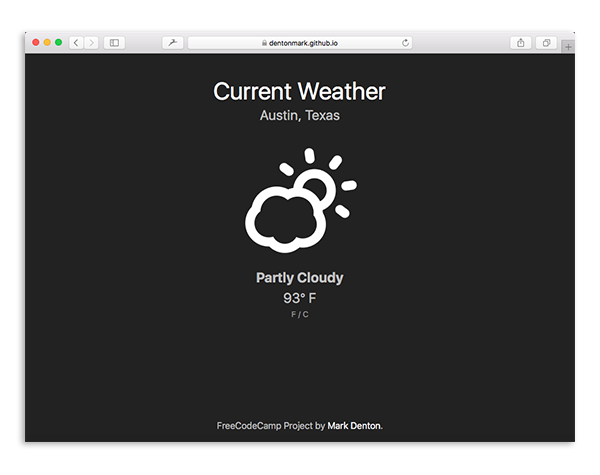 dentonmark.github.io
Current Weather
Austin, Texas
Partly Cloudy
93° F
F / C
FreeCodeCamp Project by Mark Denton.